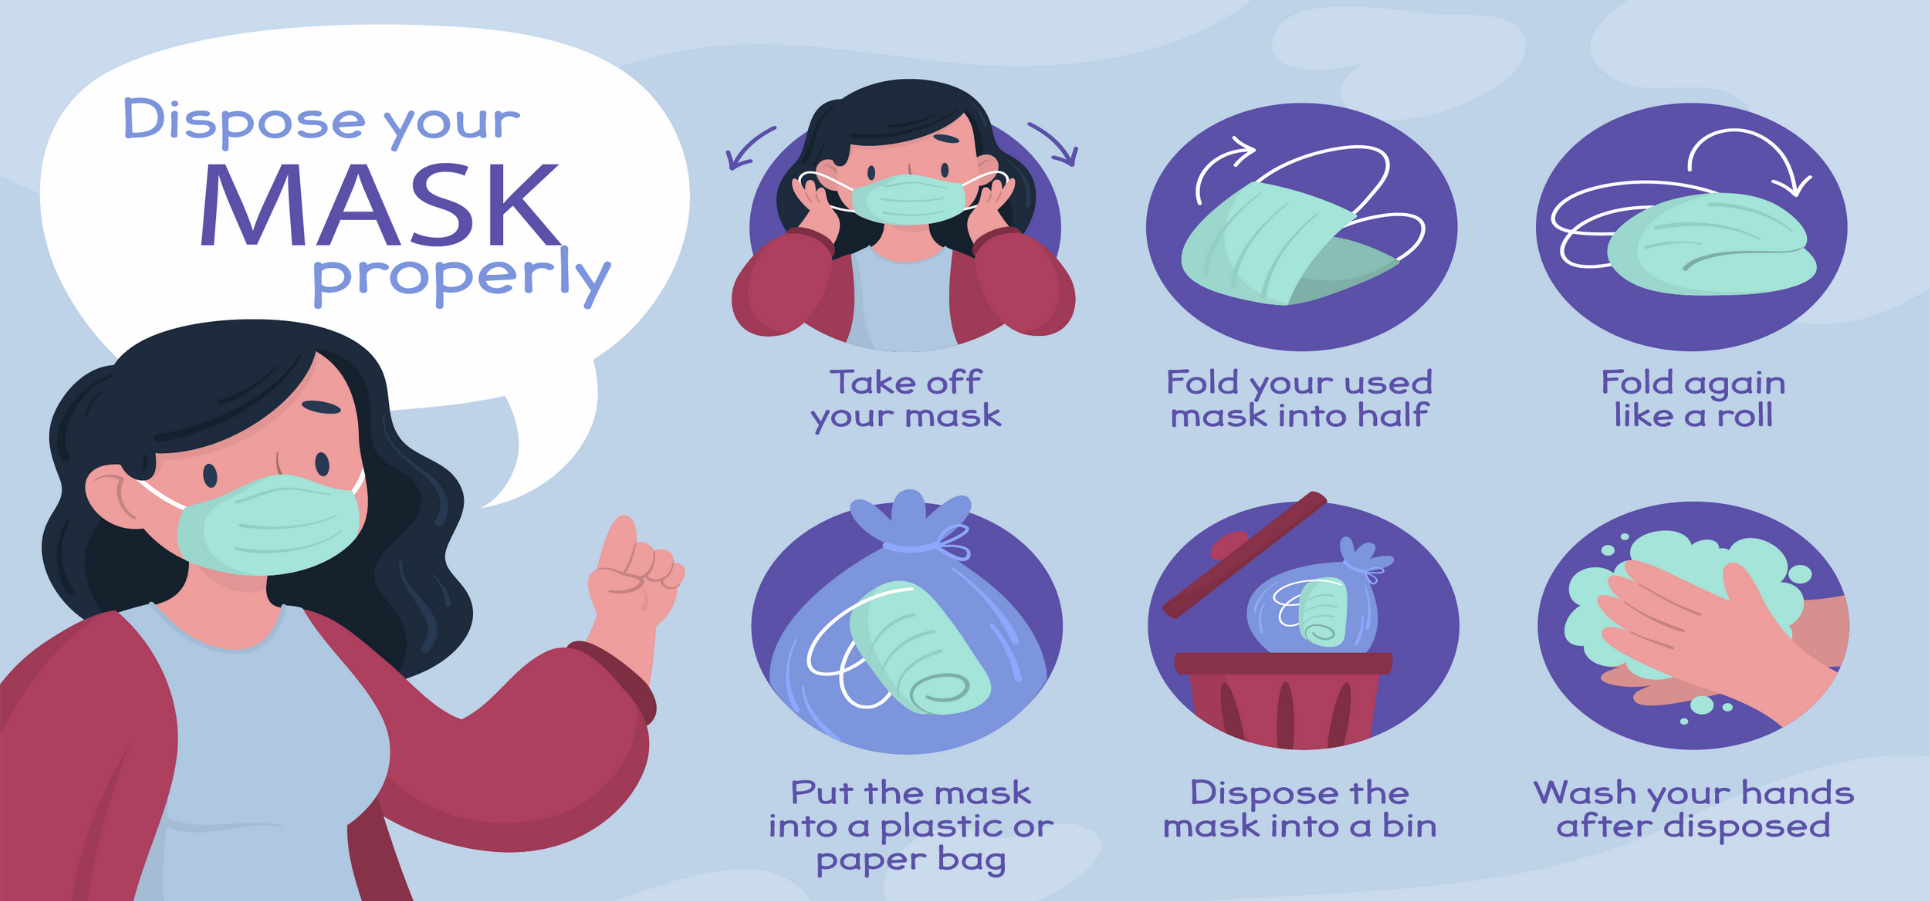 Dispose your
MASK
properly
Take off
your mask
Fold your used
mask into half
Fold again
like a roll
Put the mask
into a plastic or
paper bag
Dispose the
mask into a bin
Wash your hands
after disposed